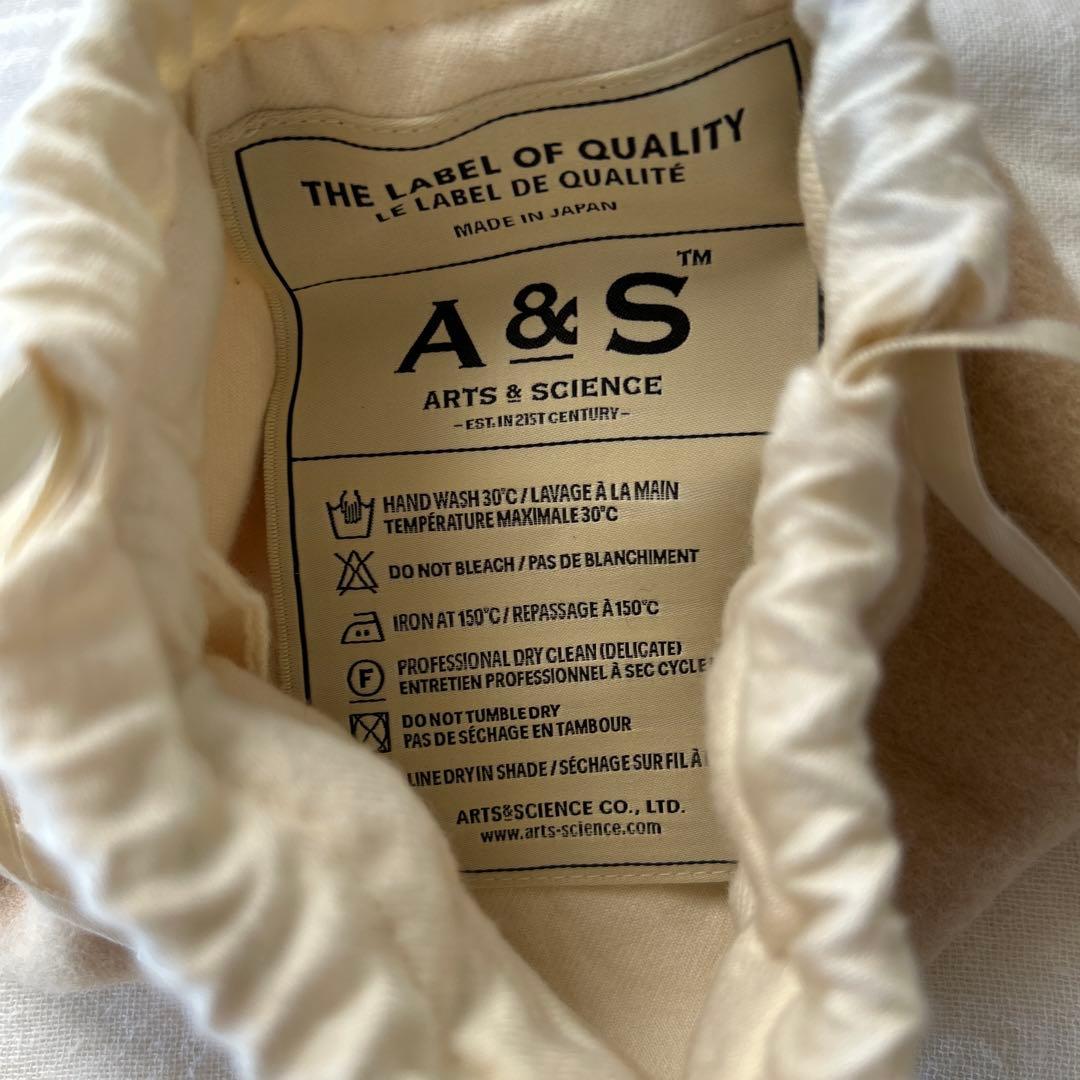 THE LABEL OF QUALITY
LE LABEL DE QUALITÉ
MADE IN JAPAN
A & S TM
ARTS & SCIENCE
- EST. IN 21ST CENTURY -
HAND WASH 30°C / LAVAGE À LA MAIN
TEMPÉRATURE MAXIMALE 30°C
DO NOT BLEACH / PAS DE BLANCHIMENT
IRON AT 150°C / REPASSAGE À 150°C
F
PROFESSIONAL DRY CLEAN (DELICATE)
ENTRETIEN PROFESSIONNEL À SEC CYCLE
DO NOT TUMBLE DRY
PAS DE SÉCHAGE EN TAMBOUR
LINE DRY IN SHADE / SÉCHAGE SUR FIL À
ARTS&SCIENCE CO., LTD.
www.arts-science.com